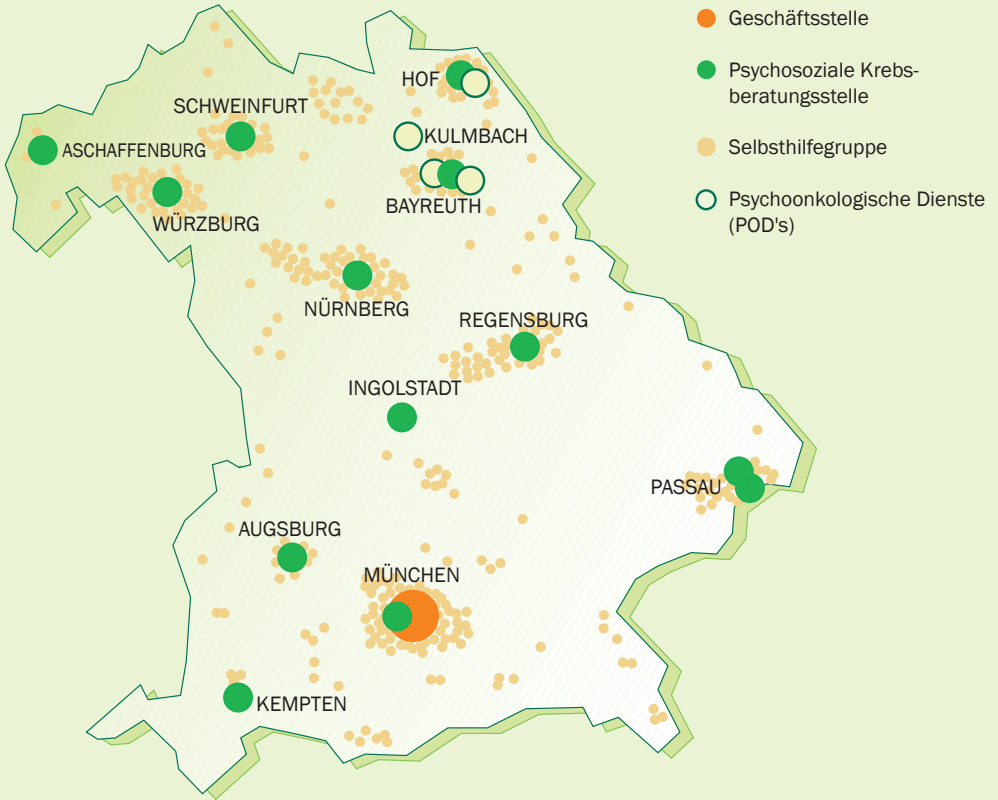 Geschäftsstelle
Psychosoziale Krebs-
beratungsstelle
Selbsthilfegruppe
Psychoonkologische Dienste
(POD's)
HOF
SCHWEINFURT
KULMBACH
ASCHAFFENBURG
BAYREUTH
WÜRZBURG
NÜRNBERG
REGENSBURG
INGOLSTADT
PASSAU
AUGSBURG
MÜNCHEN
KEMPTEN